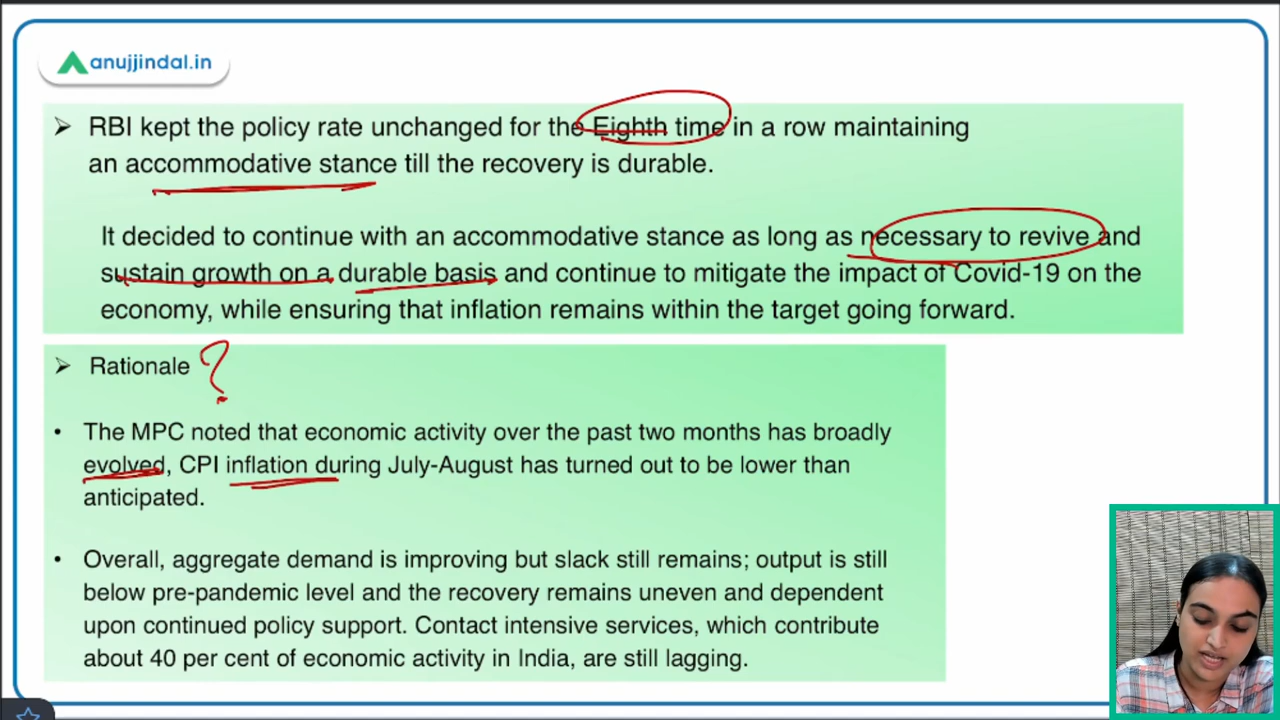 anujjindal.in
➤ RBI kept the policy rate unchanged for the Eighth time in a row maintaining
an accommodative stance till the recovery is durable.
It decided to continue with an accommodative stance as long as necessary to revive and
sustain growth on a durable basis and continue to mitigate the impact of Covid-19 on the
economy, while ensuring that inflation remains within the target going forward.
➤ Rationale ?
• The MPC noted that economic activity over the past two months has broadly
evolved, CPI inflation during July-August has turned out to be lower than
anticipated.
• Overall, aggregate demand is improving but slack still remains; output is still
below pre-pandemic level and the recovery remains uneven and dependent
upon continued policy support. Contact intensive services, which contribute
about 40 per cent of economic activity in India, are still lagging.